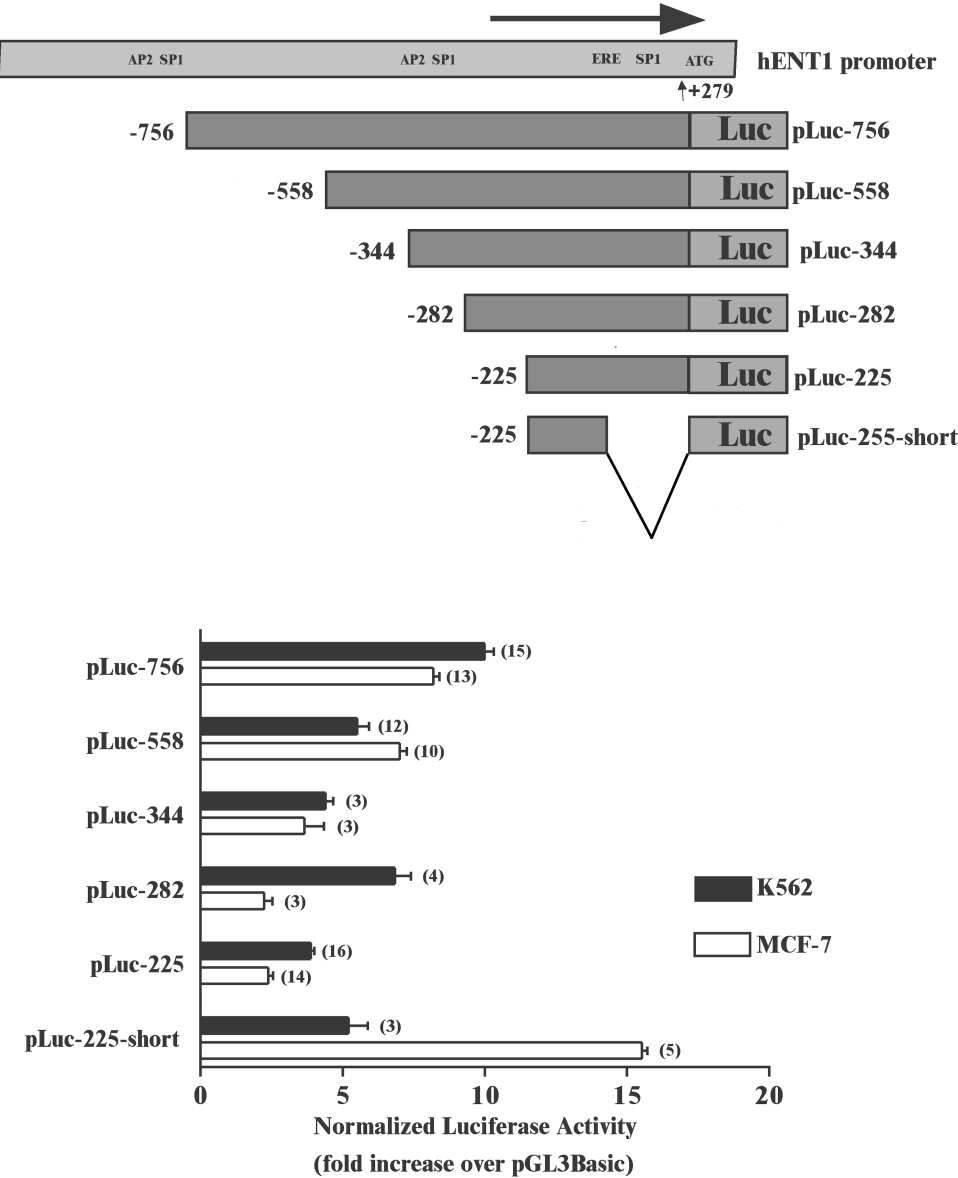 AP2 SP1 AP2 SP1 ERE SP1 ATG hENT1 promoter
+279
-756 Luc pLuc-756
-558 Luc pLuc-558
-344 Luc pLuc-344
-282 Luc pLuc-282
-225 Luc pLuc-225
-225 Luc pLuc-255-short
pLuc-756 (15)
(13)
pLuc-558 (12)
(10)
pLuc-344 (3)
(3)
pLuc-282 (4)
(3)
K562
pLuc-225 (16)
(14)
MCF-7
pLuc-225-short (3)
(5)
0 5 10 15 20
Normalized Luciferase Activity
(fold increase over pGL3Basic)